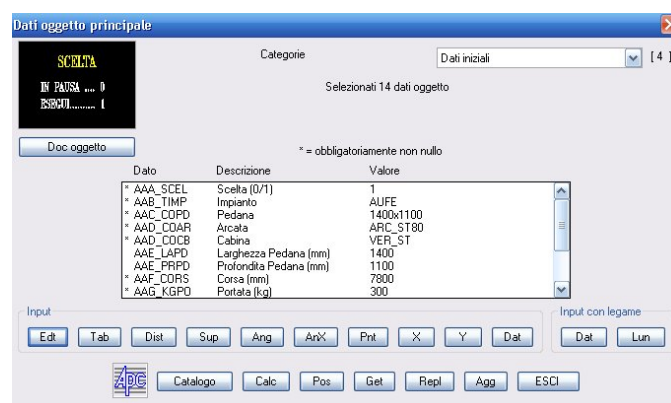 Dati oggetto principale
SCELTA
IN PAUSA .... 0
ESEGUI......... 1
Categorie
Dati iniziali
[ 4 ]
Selezionati 14 dati oggetto
Doc oggetto
* = obbligatoriamente non nullo
Dato Descrizione Valore
* AAA_SCEL Scelta (0/1) 1
* AAB_TIMP Impianto AUFE
* AAC_COPD Pedana 1400x1100
* AAD_COAR Arcata ARC_ST80
* AAD_COCB Cabina VER_ST
AAE_LAPD Larghezza Pedana (mm) 1400
AAE_PRPD Profondita Pedana (mm) 1100
* AAF_CORS Corsa (mm) 7800
* AAG_KGPO Portata (kg) 300
Input
Edt Tab Dist Sup Ang AnX Pnt X Y Dat
Input con legame
Dat Lun
APC Catalogo Calc Pos Get Repl Agg ESCI